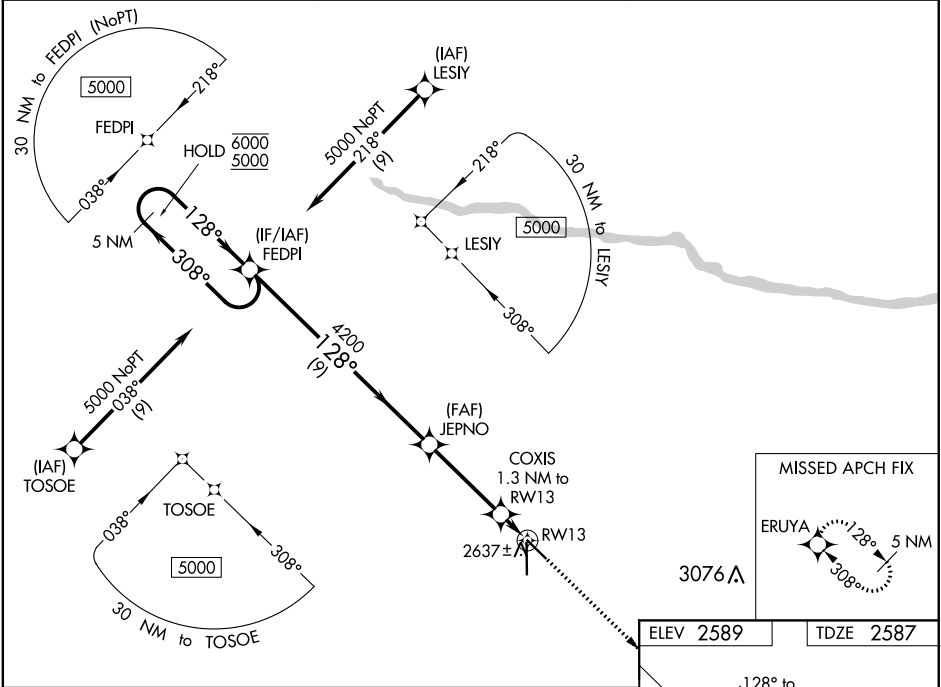 30 NM to FEDPI (NoPT)
5000
218°
FEDPI
038°
HOLD 6000
5000
5 NM
128°
308°
(IF/IAF)
FEDPI
(IAF)
LESIY
5000 NoPT
218°
(9)
218°
30 NM to LESIY
5000
LESIY
308°
4200
128°
(9)
5000 NoPT
038°
(9)
(IAF)
TOSOE
(FAF)
JEPNO
COXIS
1.3 NM to
RW13
RW13
2637±
TOSOE
038°
308°
5000
30 NM to TOSOE
3076
MISSED APCH FIX
ERUYA
128°
5 NM
308°
ELEV 2589
TDZE 2587
128° to